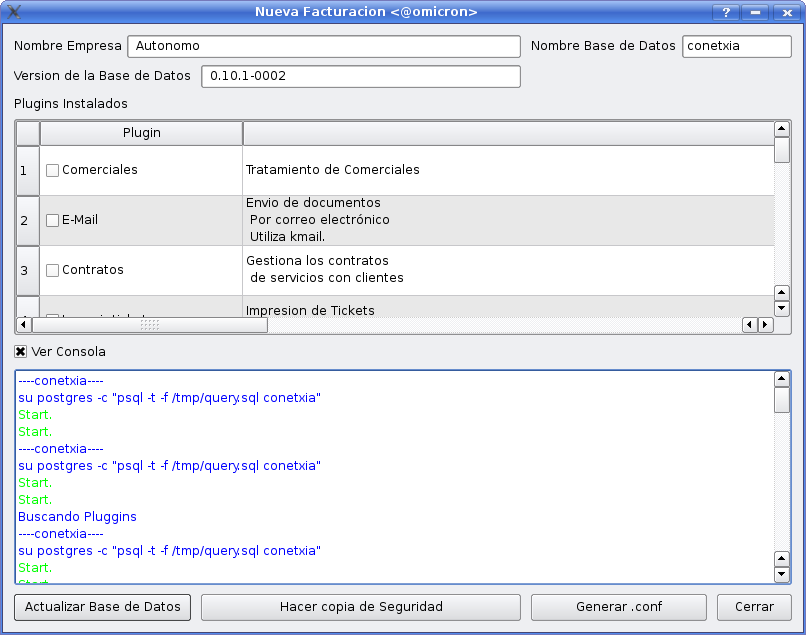 Nueva Facturacion <@omicron>
Nombre Empresa Autonomo Nombre Base de Datos conetxia
Version de la Base de Datos 0.10.1-0002
Plugins Instalados
Plugin
1 Comerciales Tratamiento de Comerciales
2 E-Mail Envio de documentos
Por correo electrónico
Utiliza kmail.
3 Contratos Gestiona los contratos
de servicios con clientes
Impresion de Tickets
Ver Consola
----conetxia----
su postgres -c "psql -t -f /tmp/query.sql conetxia"
Start.
Start.
----conetxia----
su postgres -c "psql -t -f /tmp/query.sql conetxia"
Start.
Start.
Buscando Pluggins
----conetxia----
su postgres -c "psql -t -f /tmp/query.sql conetxia"
Start.
Start.
Actualizar Base de Datos Hacer copia de Seguridad Generar .conf Cerrar